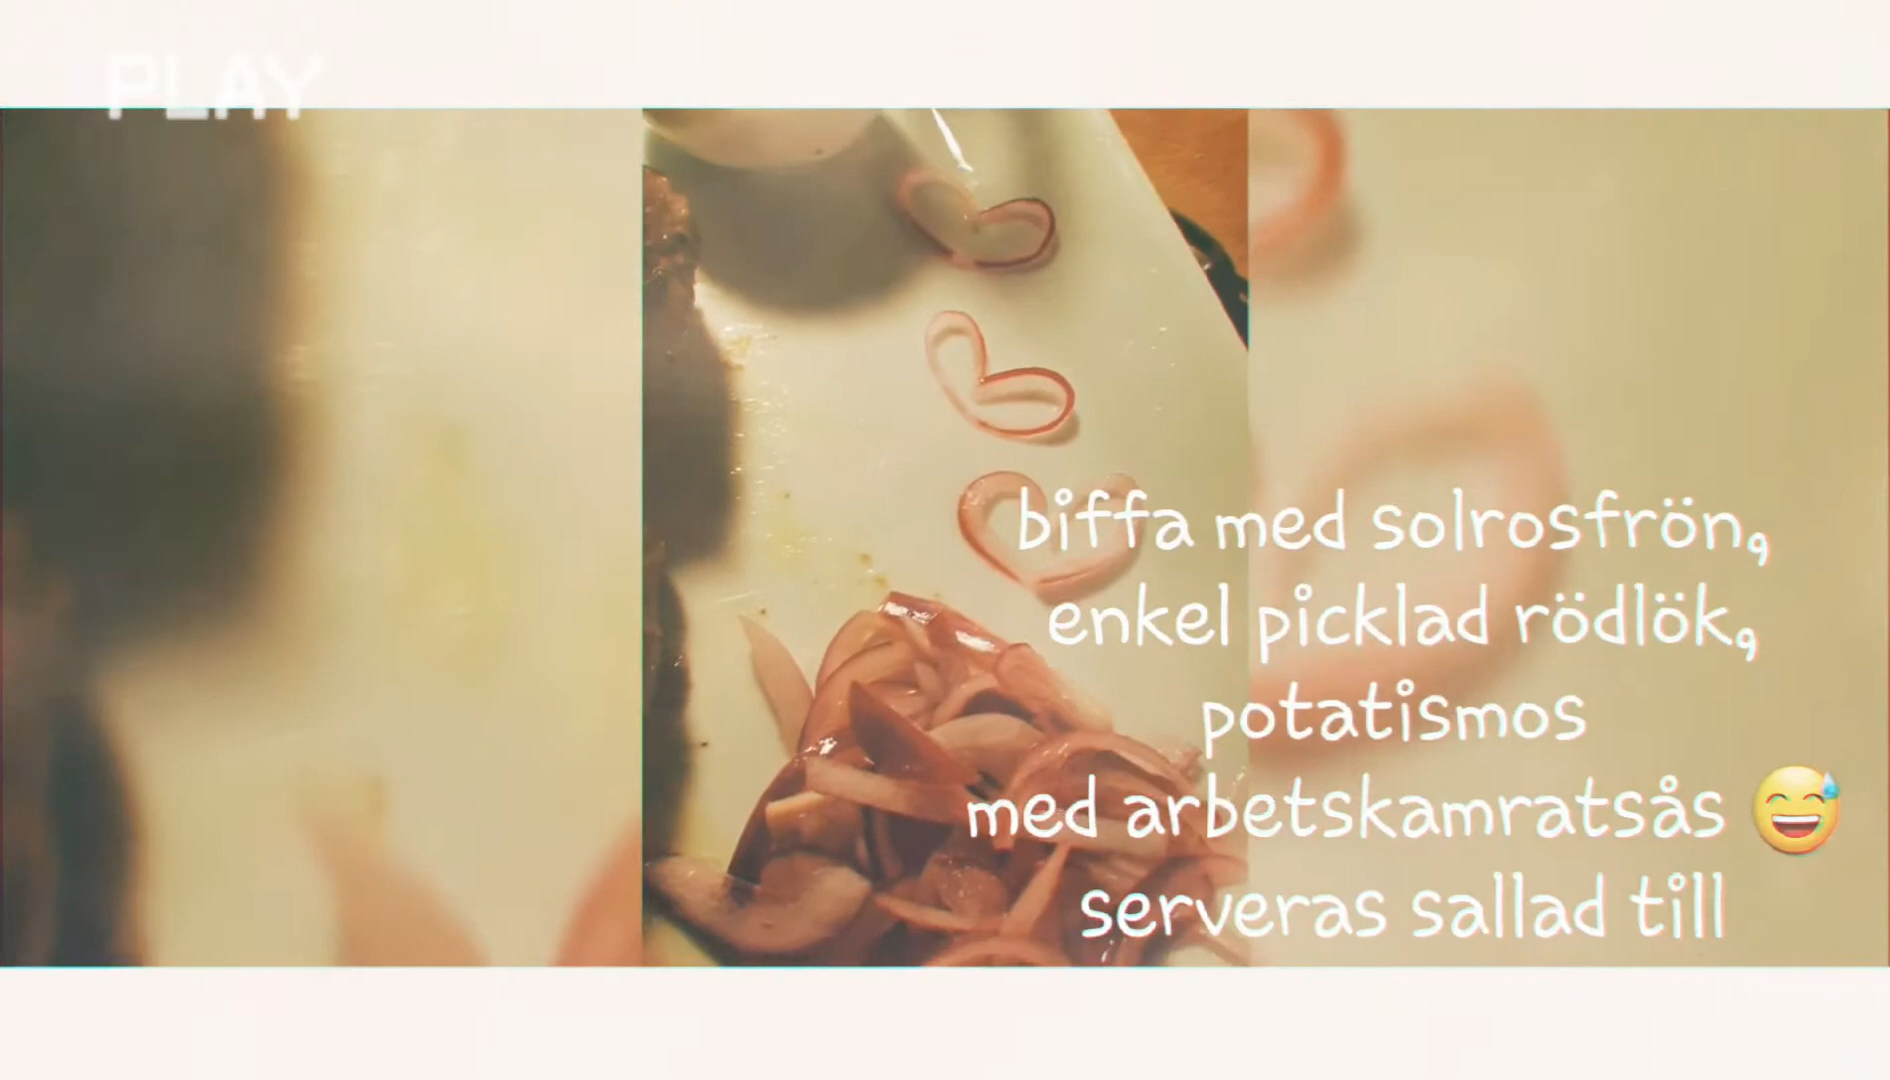 PLAY
biffa med solrosfrön,
enkel picklad rödlök,
potatismos
med arbetskamratsås 😅
serveras sallad till